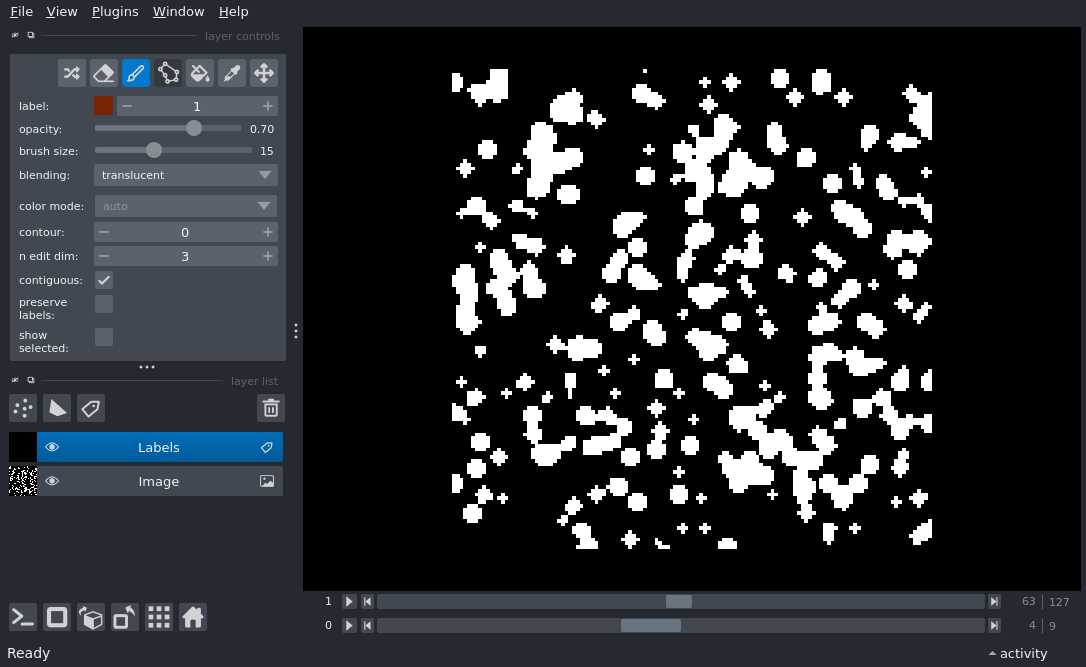 File View Plugins Window Help
layer controls
label: 1
opacity: 0.70
brush size: 15
blending: translucent
color mode: auto
contour: 0
n edit dim: 3
contiguous:
preserve
labels:
show
selected:
layer list
Labels
Image
1 63 127
0 4 9
Ready activity